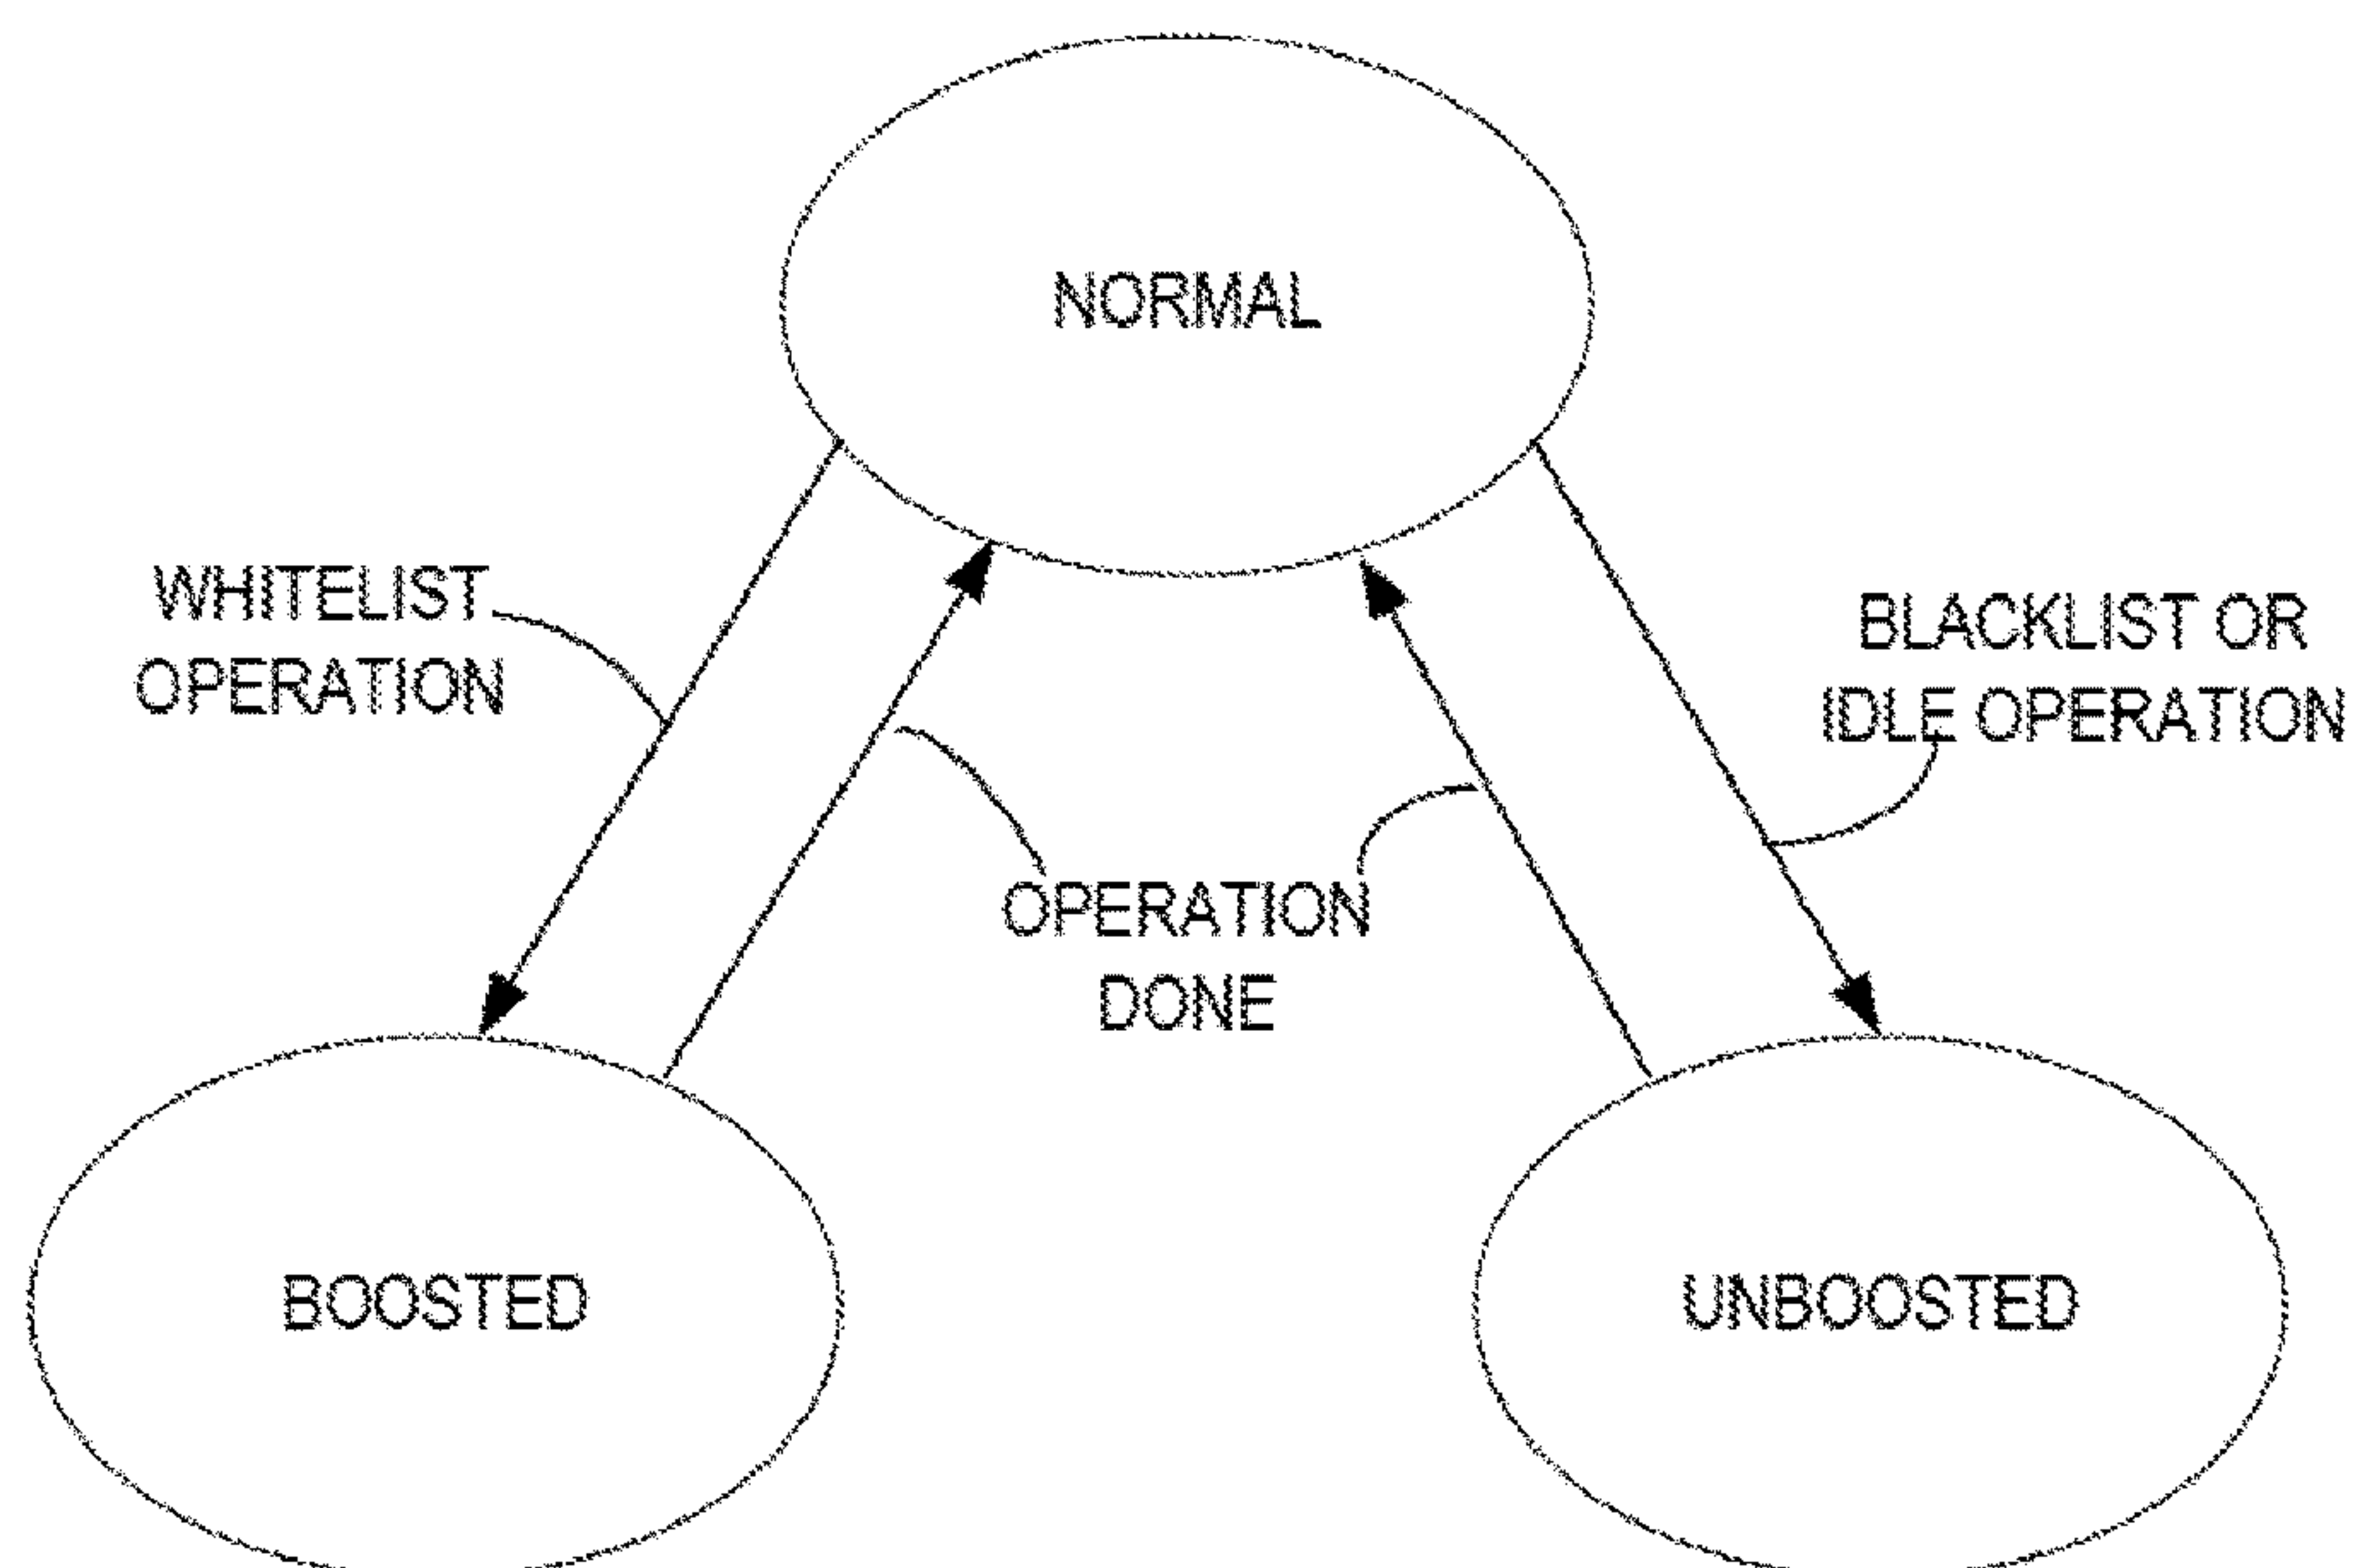 NORMAL
WHITELIST
OPERATION
BLACKLIST OR
IDLE OPERATION
OPERATION
DONE
BOOSTED
UNBOOSTED